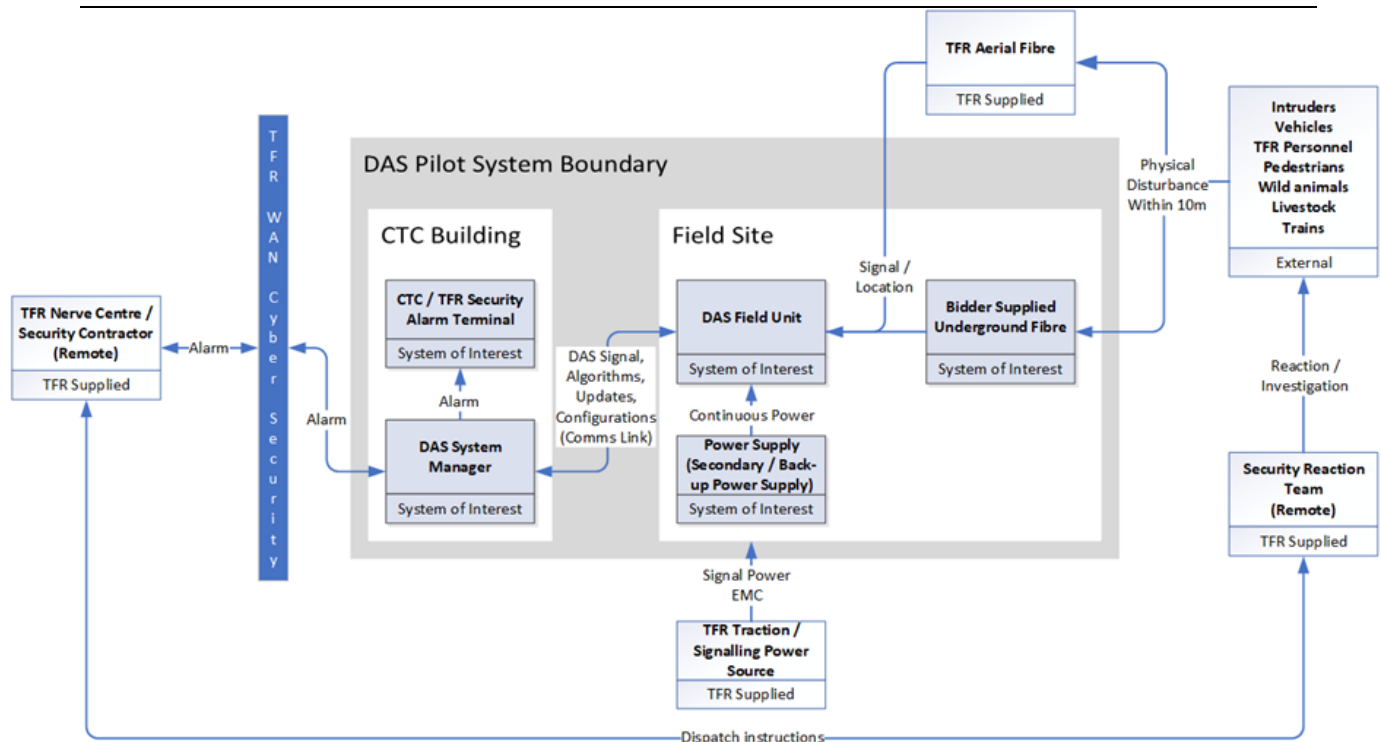 TFR Aerial Fibre
TFR Supplied
Intruders
Vehicles
TFR Personnel
Pedestrians
Wild animals
Livestock
Trains
External
Physical
Disturbance
Within 10m
TFR WAN Cyber Security
DAS Pilot System Boundary
CTC Building
Field Site
Signal /
Location
CTC / TFR Security
Alarm Terminal
System of Interest
DAS Field Unit
System of Interest
Bidder Supplied
Underground Fibre
System of Interest
TFR Nerve Centre /
Security Contractor
(Remote)
TFR Supplied
Alarm
Alarm
Alarm
DAS Signal,
Algorithms,
Updates,
Configurations
(Comms Link)
Reaction /
Investigation
Continuous Power
DAS System
Manager
System of Interest
Power Supply
(Secondary / Back-
up Power Supply)
System of Interest
Security Reaction
Team
(Remote)
TFR Supplied
Signal Power
EMC
TFR Traction /
Signalling Power
Source
TFR Supplied
Dispatch instructions